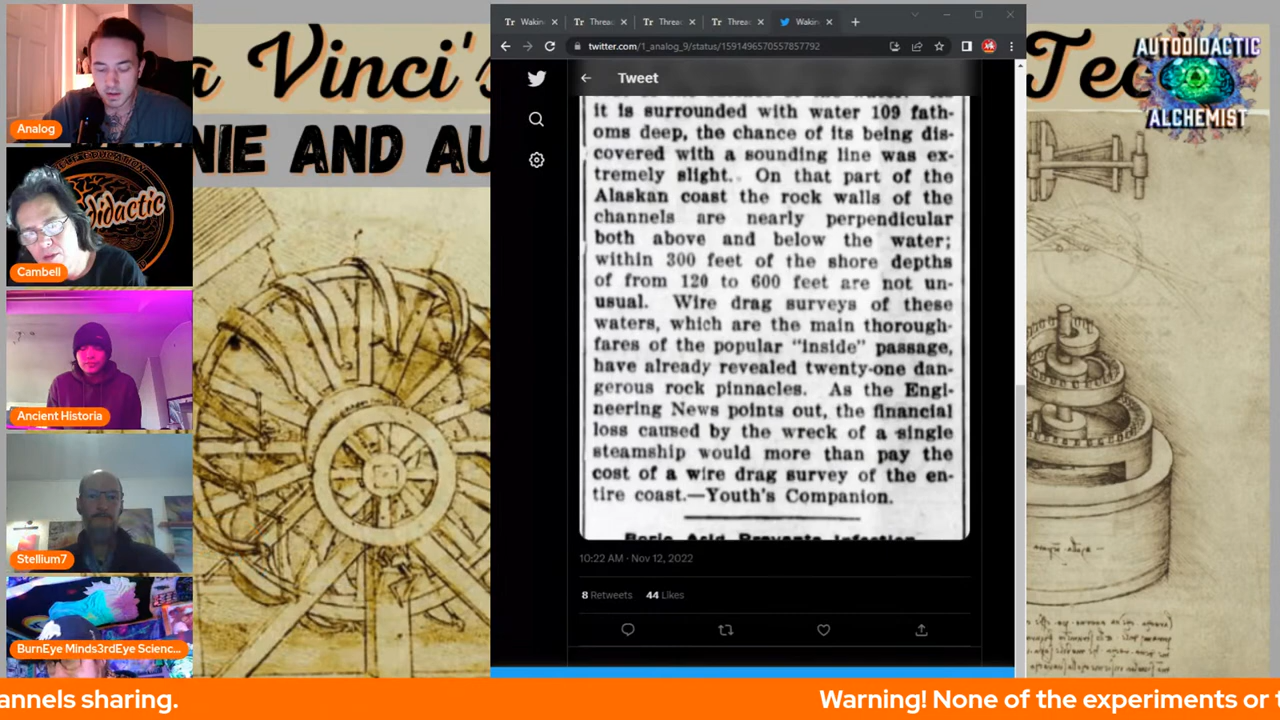 Analog
Cambell
Ancient Historia
Stellium7
BurnEye Minds3rdEye Scienc...
a Vinci's
Tec
NIE AND AU
didactic
AUTODIDACTIC
ALCHEMIST
Wakin
Thread
Thread
Thread
Wakin
twitter.com/1_analog_9/status/1591496570557857792
Tweet
it is surrounded with water 109 fath-
oms deep, the chance of its being dis-
covered with a sounding line was ex-
tremely slight. On that part of the
Alaskan coast the rock walls of the
channels are nearly perpendicular
both above and below the water;
within 300 feet of the shore depths
of from 120 to 600 feet are not un-
usual. Wire drag surveys of these
waters, which are the main thorough-
fares of the popular "inside" passage,
have already revealed twenty-one dan-
gerous rock pinnacles. As the Engi-
neering News points out, the financial
loss caused by the wreck of a single
steamship would more than pay the
cost of a wire drag survey of the en-
tire coast.—Youth's Companion.
10:22 AM · Nov 12, 2022
8 Retweets 44 Likes
annels sharing.
Warning! None of the experiments or t